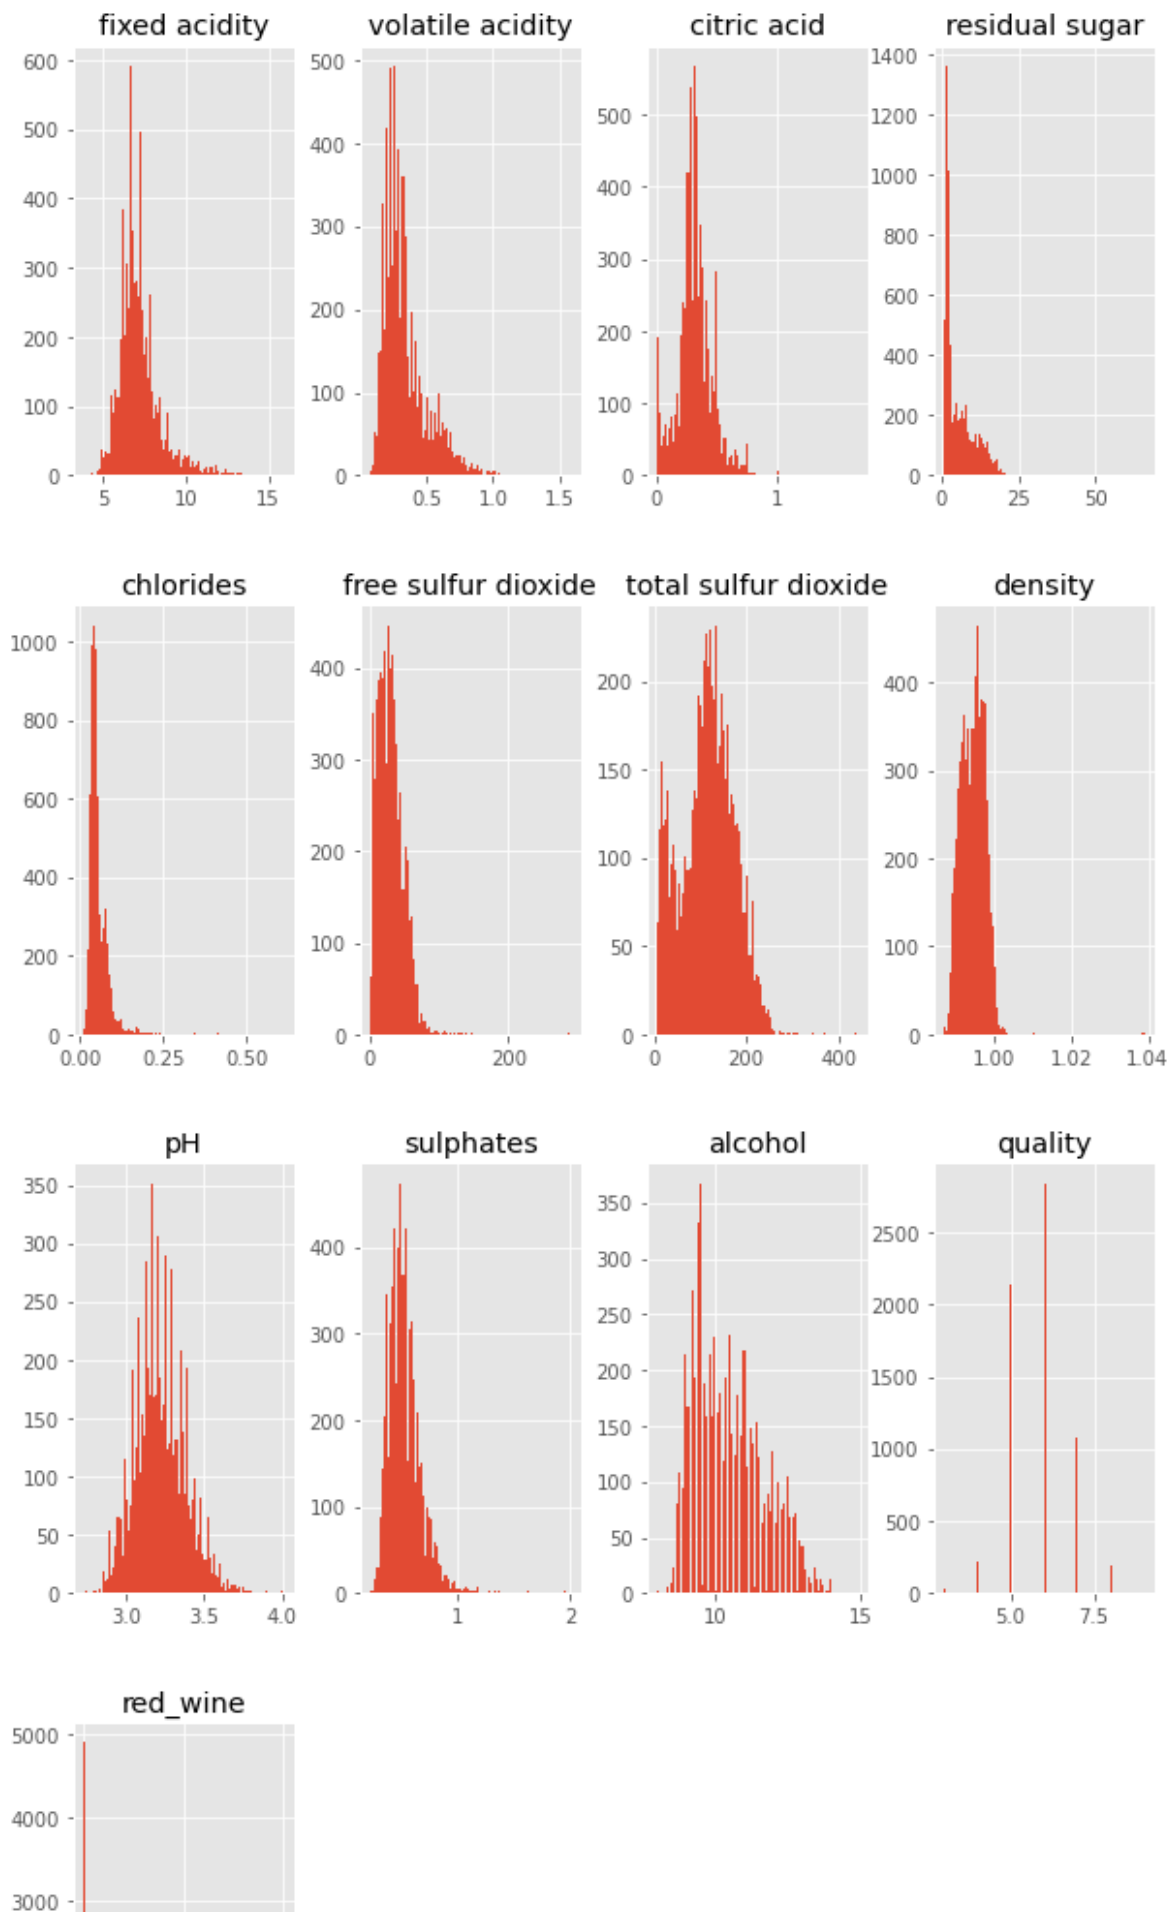 fixed acidity volatile acidity citric acid residual sugar
600 500 400 300 200 100 0
5 10 15
500 400 300 200 100 0
0.5 1.0 1.5
500 400 300 200 100 0
0 1
1400 1200 1000 800 600 400 200 0
0 25 50
chlorides free sulfur dioxide total sulfur dioxide density
1000 800 600 400 200 0
0.00 0.25 0.50
400 300 200 100 0
0 200
200 150 100 50 0
0 200 400
400 300 200 100 0
1.00 1.02 1.04
pH sulphates alcohol quality
350 300 250 200 150 100 50 0
3.0 3.5 4.0
400 300 200 100 0
1 2
350 300 250 200 150 100 50 0
10 15
2500 2000 1500 1000 500 0
5.0 7.5
red_wine
5000
4000
3000